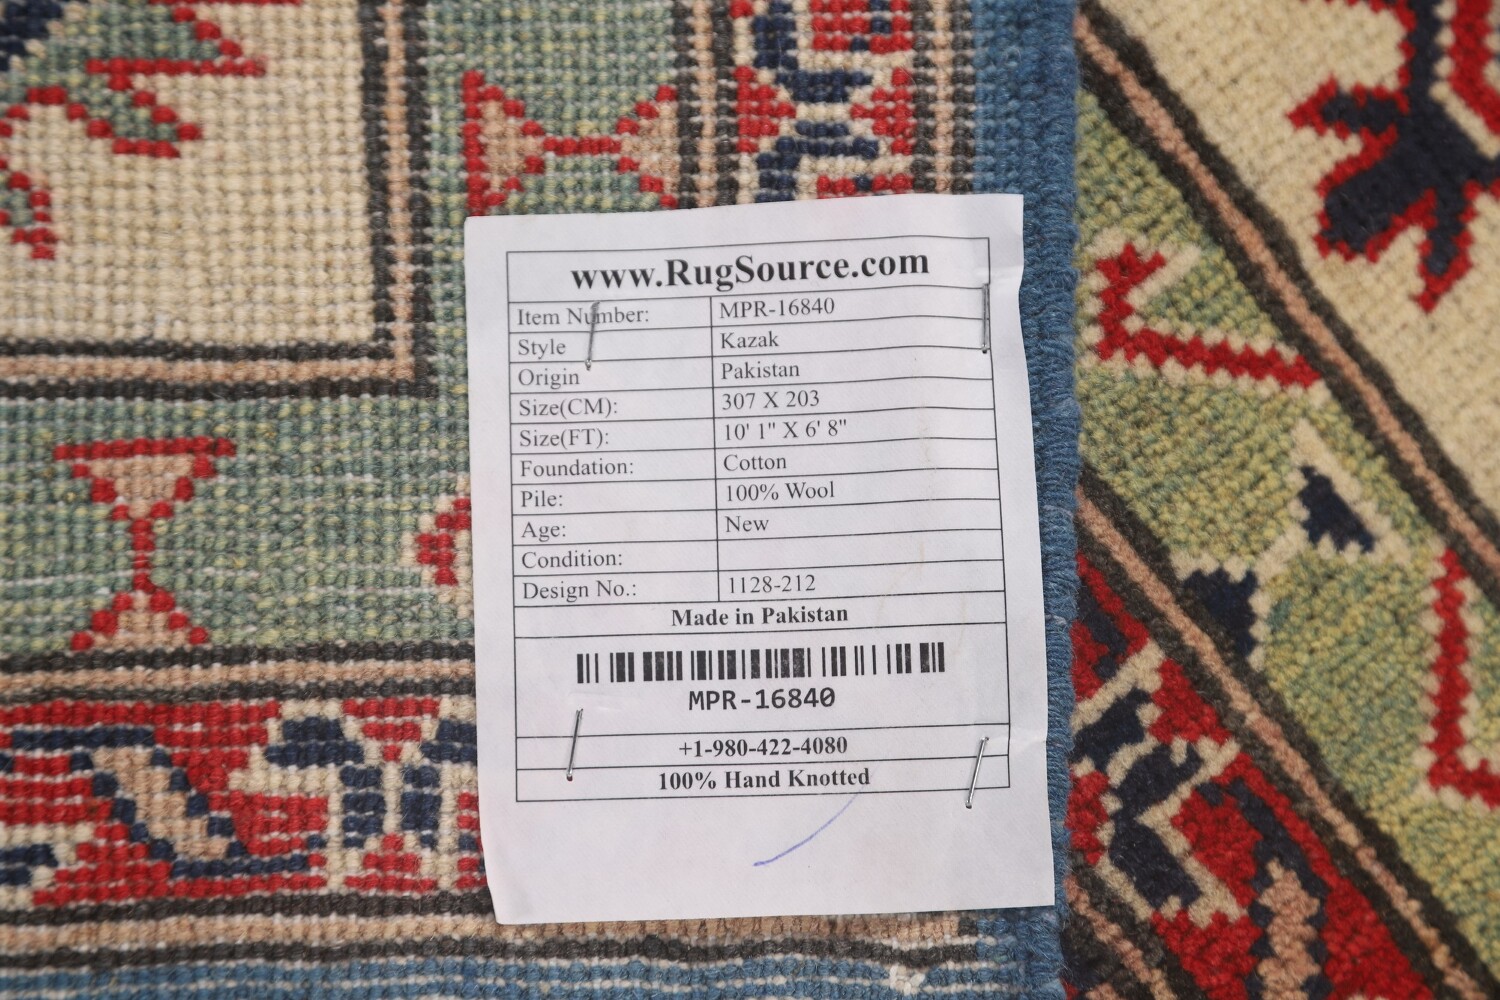 www.RugSource.com
Item Number: MPR-16840
Style Kazak
Origin Pakistan
Size(CM): 307 X 203
Size(FT): 10' 1" X 6' 8"
Foundation: Cotton
Pile: 100% Wool
Age: New
Condition:
Design No.: 1128-212
Made in Pakistan
MPR-16840
+1-980-422-4080
100% Hand Knotted